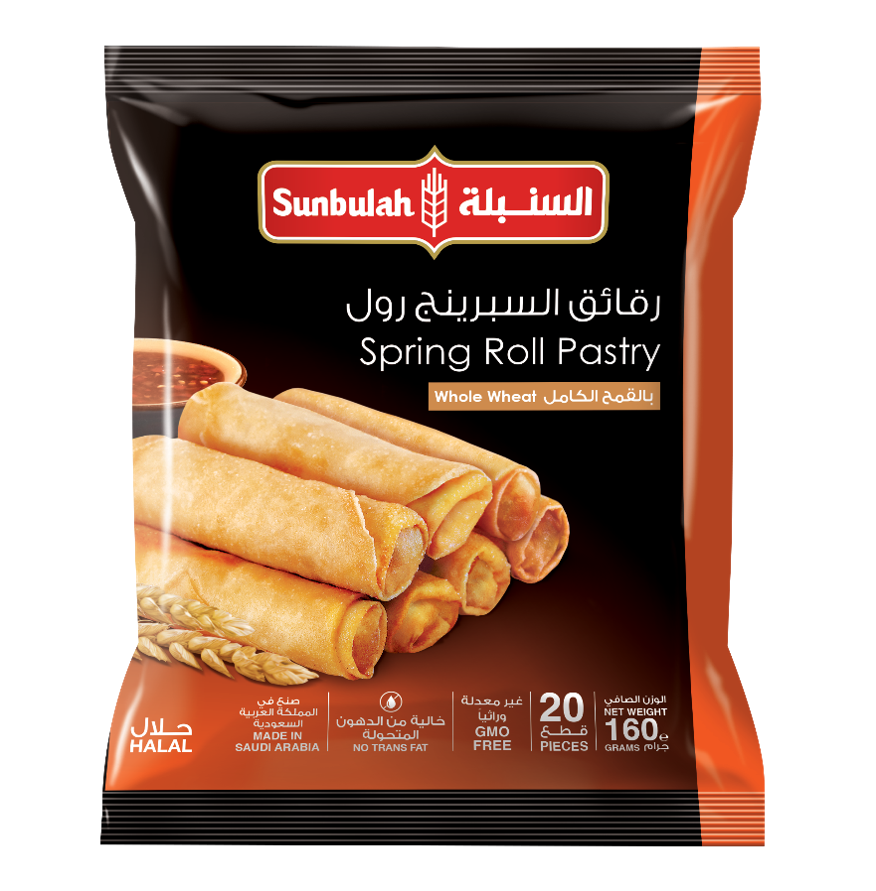 Sunbulah السنبلة
رقائق السبرينج رول
Spring Roll Pastry
Whole Wheat بالقمح الكامل
حلال
HALAL
صنع في
المملكة العربية
السعودية
MADE IN
SAUDI ARABIA
خالية من الدهون
المتحولة
NO TRANS FAT
غير معدلة
وراثياً
GMO
FREE
20
قطع
PIECES
الوزن الصافي
NET WEIGHT
160 e
GRAMS جرام